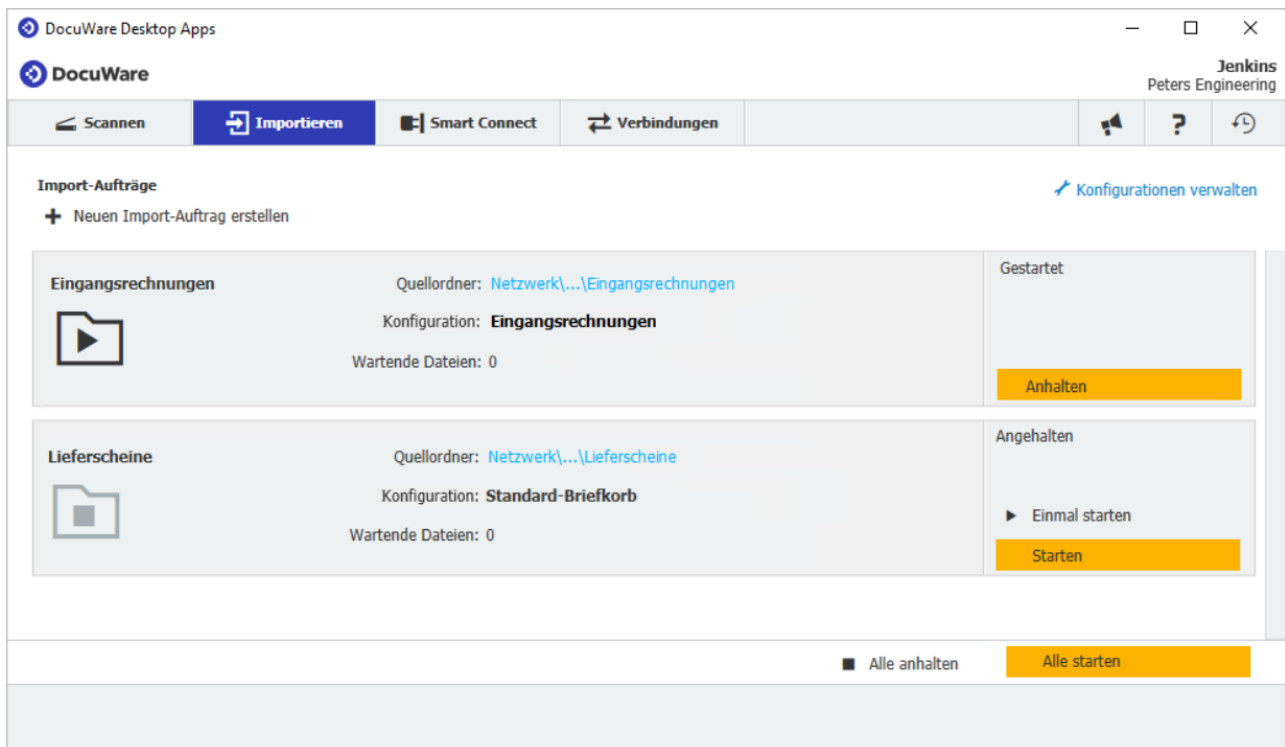 DocuWare Desktop Apps
DocuWare
Jenkins
Peters Engineering
Scannen Importieren Smart Connect Verbindungen ?
Import-Aufträge
Konfigurationen verwalten
+ Neuen Import-Auftrag erstellen
Eingangsrechnungen
Quellordner: Netzwerk\...\Eingangsrechnungen
Konfiguration: Eingangsrechnungen
Wartende Dateien: 0
Gestartet
Anhalten
Lieferscheine
Quellordner: Netzwerk\...\Lieferscheine
Konfiguration: Standard-Briefkorb
Wartende Dateien: 0
Angehalten
Einmal starten
Starten
Alle anhalten
Alle starten